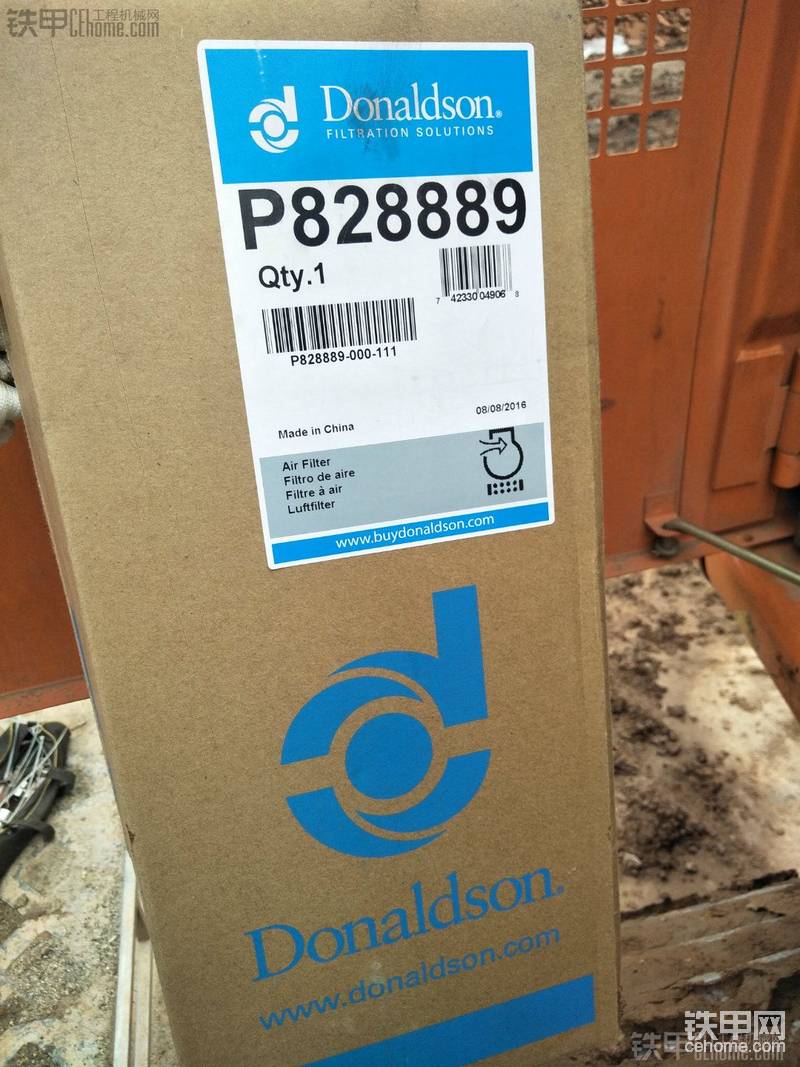 铁甲工程机械网
CEhome.com
Donaldson®
FILTRATION SOLUTIONS
P828889
Qty.1
7 42330 04906 8
P828889-000-111
08/08/2016
Made in China
Air Filter
Filtro de aire
Filtre à air
Luftfilter
www.buydonaldson.com
d
Donaldson®
www.donaldson.com
铁甲网
cehome.com
铁甲